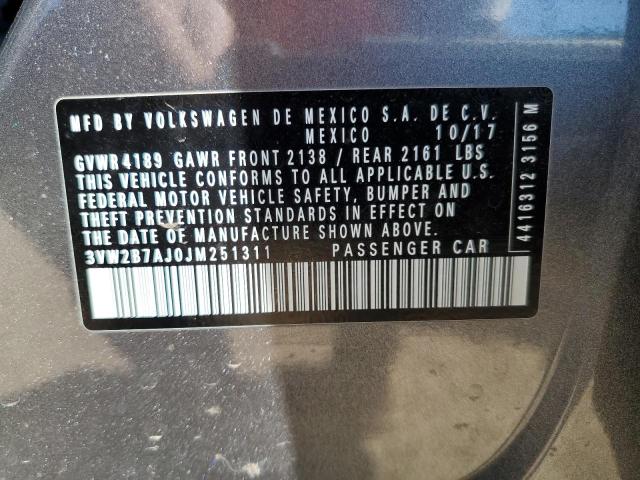 MFD BY VOLKSWAGEN DE MEXICO S.A. DE C.V.
MEXICO 10/17
GVWR4189 GAWR FRONT 2138 / REAR 2161 LBS
THIS VEHICLE CONFORMS TO ALL APPLICABLE U.S.
FEDERAL MOTOR VEHICLE SAFETY, BUMPER AND
THEFT PREVENTION STANDARDS IN EFFECT ON
THE DATE OF MANUFACTURE SHOWN ABOVE.
3VW2B7AJ0JM251311 PASSENGER CAR
4416312 3156 M